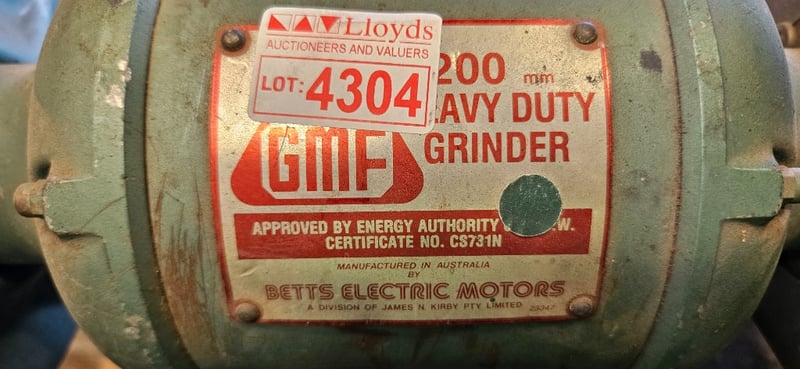 Lloyds
AUCTIONEERS AND VALUERS
LOT: 4304
200 mm
EAVY DUTY
GRINDER
GMF
APPROVED BY ENERGY AUTHORITY W.
CERTIFICATE NO. CS731N
MANUFACTURED IN AUSTRALIA
BY
BETTS ELECTRIC MOTORS
A DIVISION OF JAMES N. KIRBY PTY LIMITED